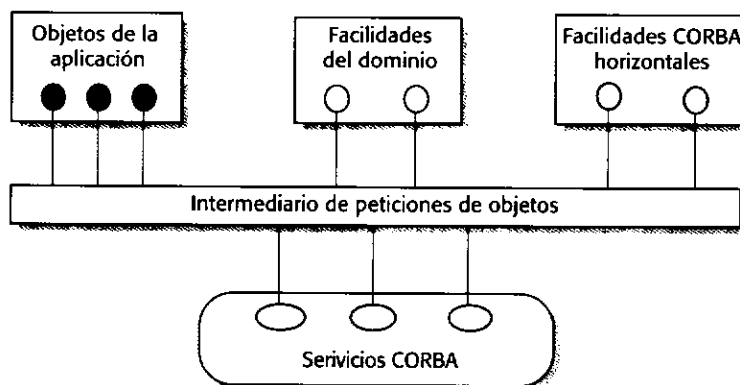 Objetos de la
aplicación
Facilidades
del dominio
Facilidades CORBA
horizontales
Intermediario de peticiones de objetos
Serivicios CORBA